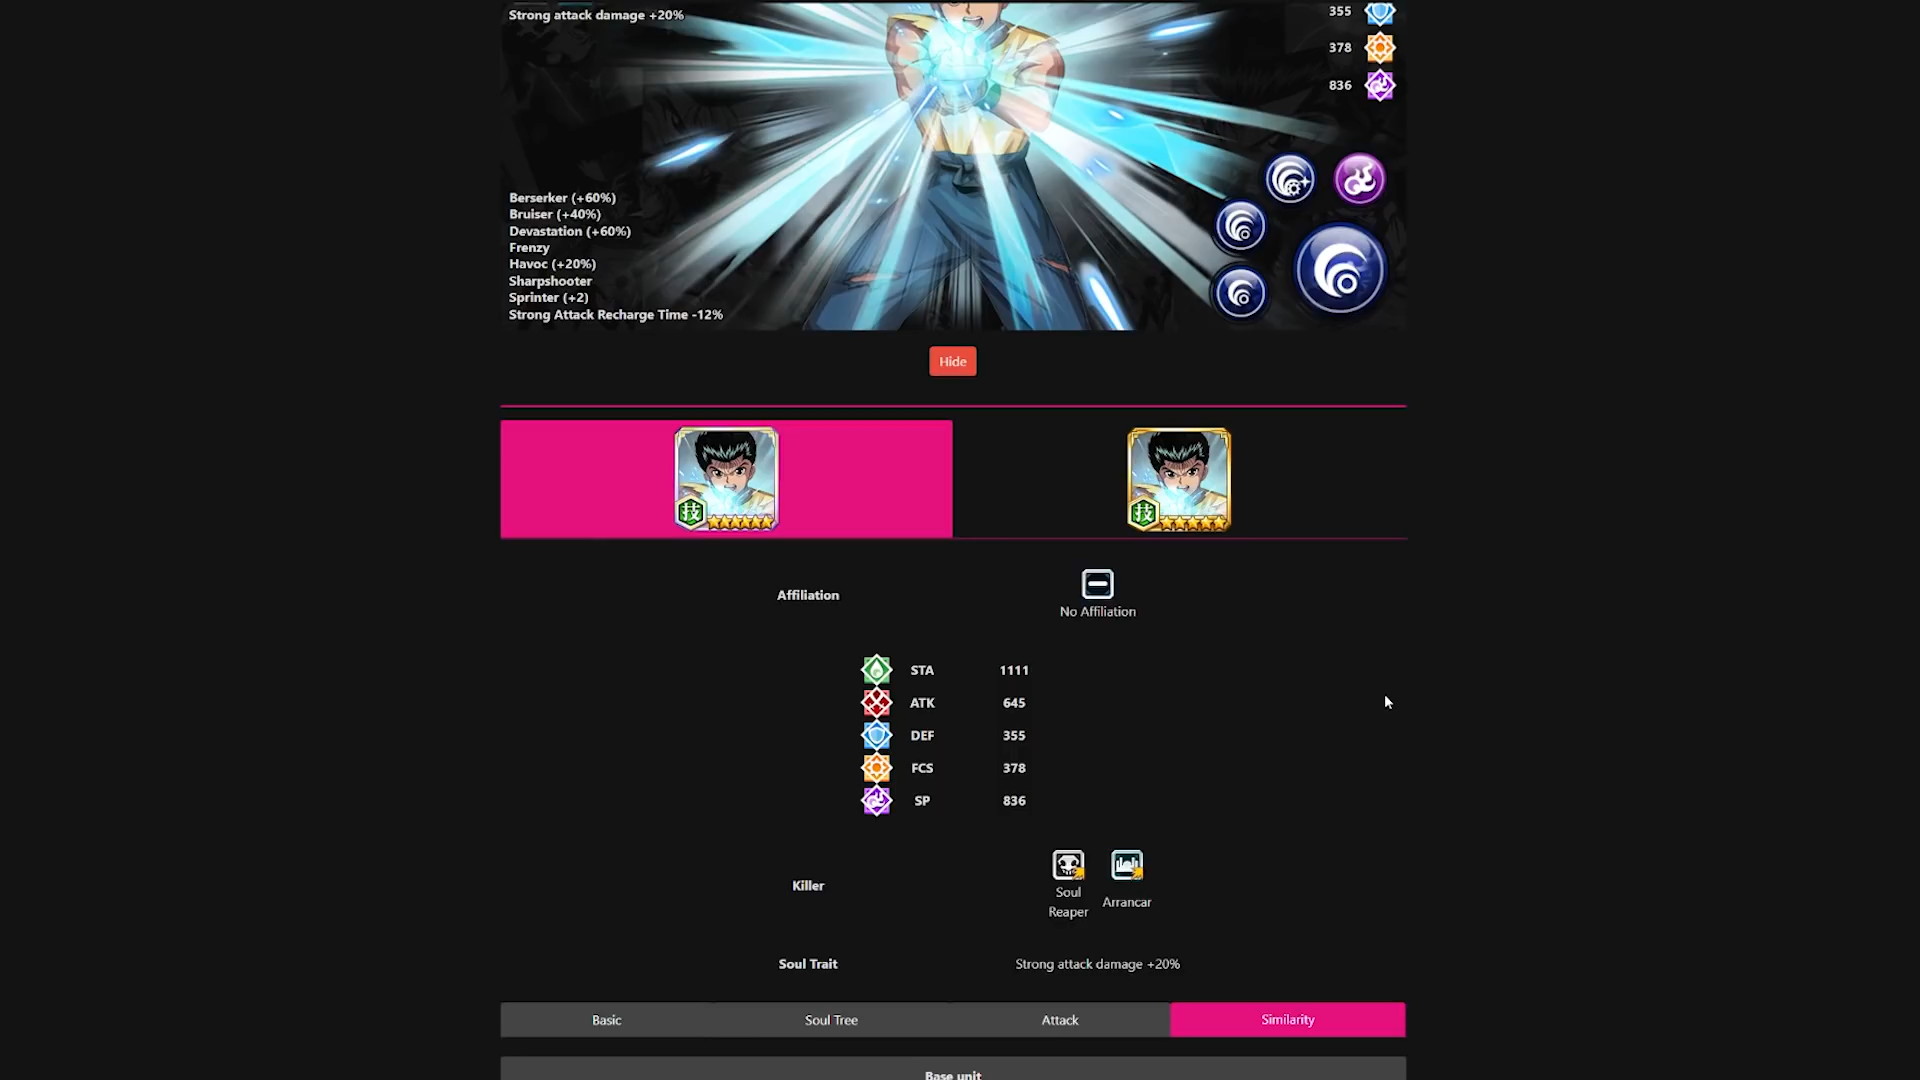 Strong attack damage +20%
355
378
836
Berserker (+60%)
Bruiser (+40%)
Devastation (+60%)
Frenzy
Havoc (+20%)
Sharpshooter
Sprinter (+2)
Strong Attack Recharge Time -12%
Hide
技
技
Affiliation
No Affiliation
STA 1111
ATK 645
DEF 355
FCS 378
SP 836
Killer
Soul
Reaper
Arrancar
Soul Trait
Strong attack damage +20%
Basic
Soul Tree
Attack
Similarity
Base unit